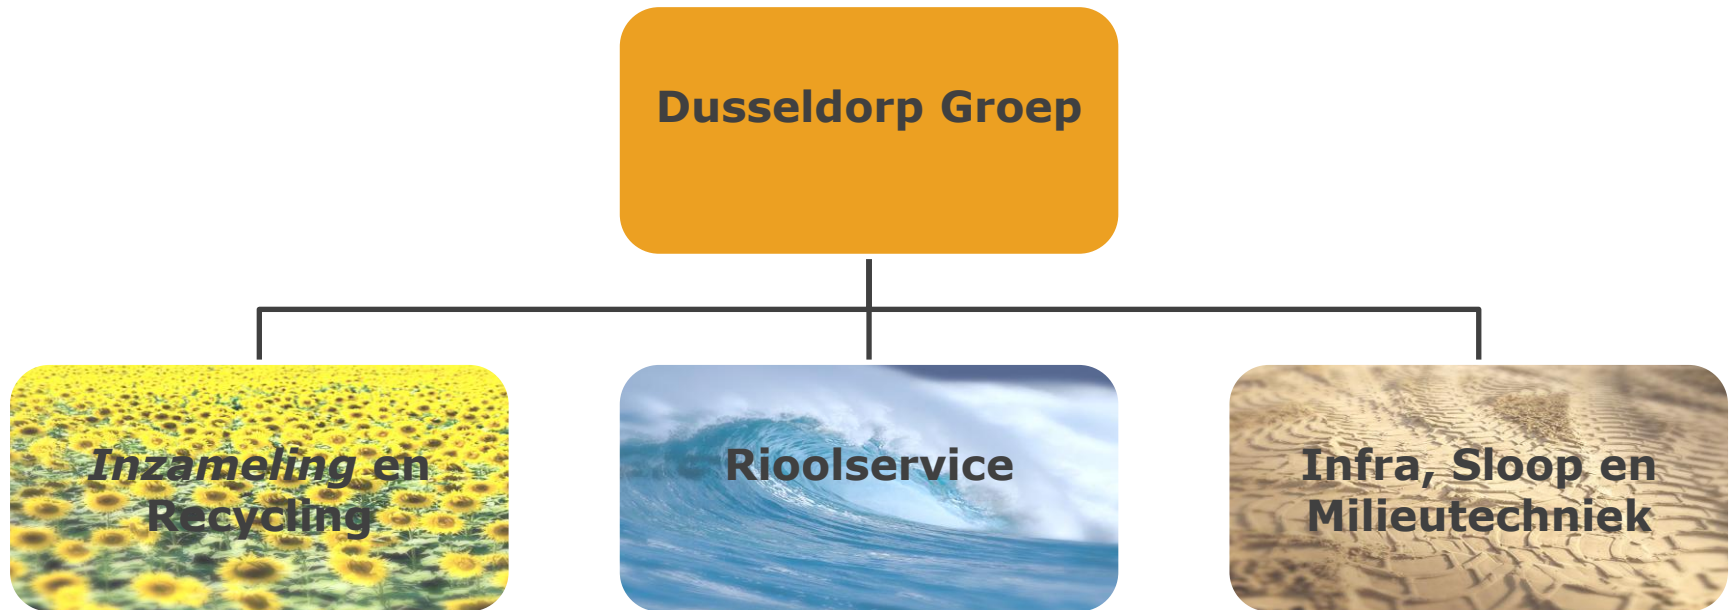 Dusseldorp Groep
Inzameling en
Recycling
Rioolservice
Infra, Sloop en
Milieutechniek